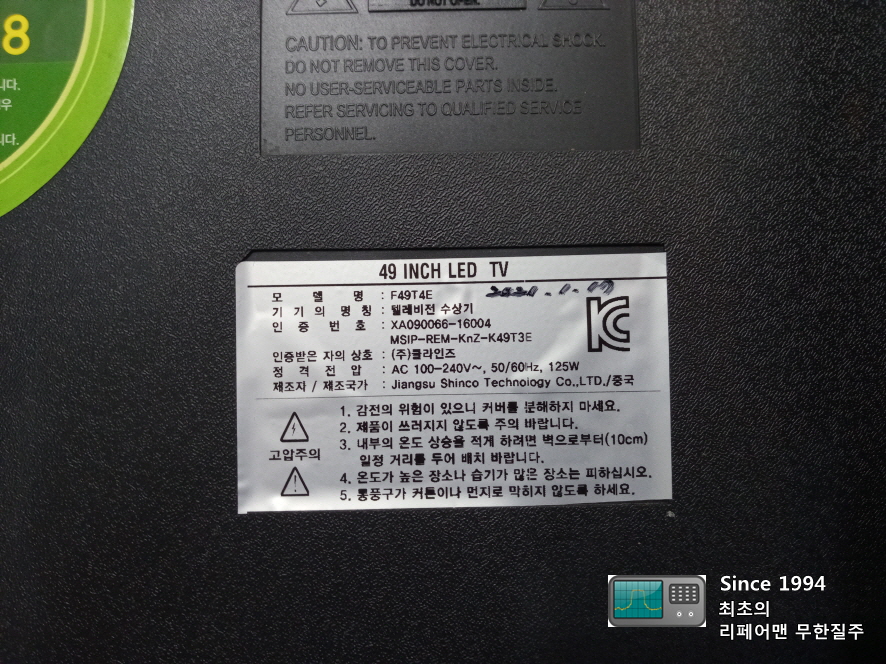 8
니다.
니다.
DO NOT OPEN.
CAUTION: TO PREVENT ELECTRICAL SHOCK
DO NOT REMOVE THIS COVER.
NO USER-SERVICEABLE PARTS INSIDE.
REFER SERVICING TO QUALIFIED SERVICE
PERSONNEL.
49 INCH LED TV
모 델 명 : F49T4E
기 기 의 명 칭 : 텔레비전 수상기
인 증 번 호 : XA090066-16004
MSIP-REM-KnZ-K49T3E
인증받은 자의 상호 : (주)클라인즈
정 격 전 압 : AC 100-240V~, 50/60Hz, 125W
제조자 / 제조국가 : Jiangsu Shinco Technology Co.,LTD./중국
고압주의
1. 감전의 위험이 있으니 커버를 분해하지 마세요.
2. 제품이 쓰러지지 않도록 주의 바랍니다.
3. 내부의 온도 상승을 적게 하려면 벽으로부터(10cm)
일정 거리를 두어 배치 바랍니다.
4. 온도가 높은 장소나 습기가 많은 장소는 피하십시오.
5. 통풍구가 커튼이나 먼지로 막히지 않도록 하세요.
Since 1994
최초의
리페어맨 무한질주